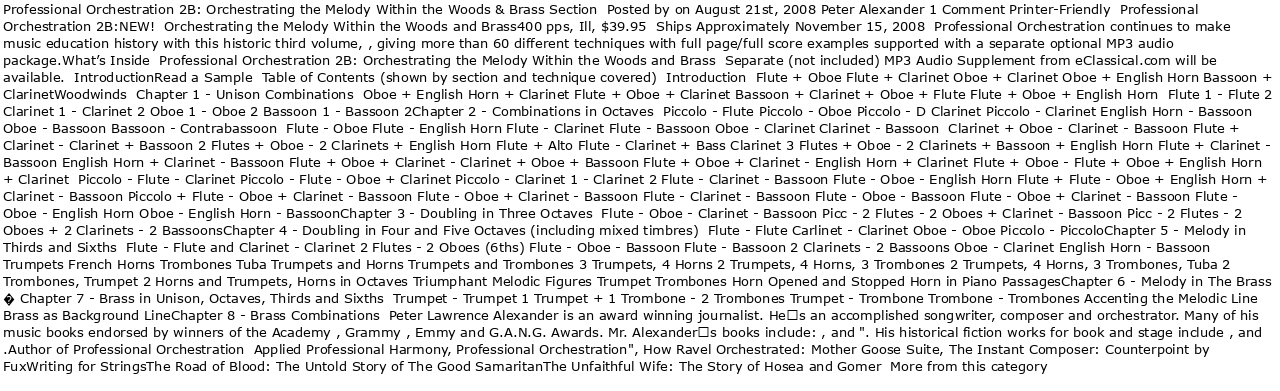 Professional Orchestration 2B: Orchestrating the Melody Within the Woods & Brass Section  Posted by on August 21st, 2008 Peter Alexander 1 Comment Printer-Friendly  Professional
Orchestration 2B:NEW!  Orchestrating the Melody Within the Woods and Brass400 pps, Ill, $39.95  Ships Approximately November 15, 2008  Professional Orchestration continues to make
music education history with this historic third volume, , giving more than 60 different techniques with full page/full score examples supported with a separate optional MP3 audio
package.What's Inside  Professional Orchestration 2B: Orchestrating the Melody Within the Woods and Brass  Separate (not included) MP3 Audio Supplement from eClassical.com will be
available.  IntroductionRead a Sample  Table of Contents (shown by section and technique covered)  Introduction  Flute + Oboe Flute + Clarinet Oboe + Clarinet Oboe + English Horn Bassoon +
ClarinetWoodwinds  Chapter 1 - Unison Combinations  Oboe + English Horn + Clarinet Flute + Oboe + Clarinet Bassoon + Clarinet + Oboe + Flute Flute + Oboe + English Horn  Flute 1 - Flute 2
Clarinet 1 - Clarinet 2 Oboe 1 - Oboe 2 Bassoon 1 - Bassoon 2Chapter 2 - Combinations in Octaves  Piccolo - Flute Piccolo - Oboe Piccolo - D Clarinet Piccolo - Clarinet English Horn - Bassoon
Oboe - Bassoon Bassoon - Contrabassoon  Flute - Oboe Flute - English Horn Flute - Clarinet Flute - Bassoon Oboe - Clarinet Clarinet - Bassoon  Clarinet + Oboe - Clarinet - Bassoon Flute +
Clarinet - Clarinet + Bassoon 2 Flutes + Oboe - 2 Clarinets + English Horn Flute + Alto Flute - Clarinet + Bass Clarinet 3 Flutes + Oboe - 2 Clarinets + Bassoon + English Horn Flute + Clarinet -
Bassoon English Horn + Clarinet - Bassoon Flute + Oboe + Clarinet - Clarinet + Oboe + Bassoon Flute + Oboe + Clarinet - English Horn + Clarinet Flute + Oboe - Flute + Oboe + English Horn
+ Clarinet  Piccolo - Flute - Clarinet Piccolo - Flute - Oboe + Clarinet Piccolo - Clarinet 1 - Clarinet 2 Flute - Clarinet - Bassoon Flute - Oboe - English Horn Flute + Flute - Oboe + English Horn +
Clarinet - Bassoon Piccolo + Flute - Oboe + Clarinet - Bassoon Flute - Oboe - Clarinet - Bassoon Flute - Oboe - Bassoon Flute - Oboe + Clarinet - Bassoon Flute -
Oboe - English Horn Oboe - English Horn - BassoonChapter 3 - Doubling in Three Octaves  Flute - Oboe - Clarinet - Bassoon Picc - 2 Flutes - 2 Oboes + Clarinet - Bassoon Picc - 2 Flutes - 2
Oboes + 2 Clarinets - 2 BassoonsChapter 4 - Doubling in Four and Five Octaves (including mixed timbres)  Flute - Flute Carlinet - Clarinet Oboe - Oboe Piccolo - PiccoloChapter 5 - Melody in
Thirds and Sixths  Flute - Flute and Clarinet - Clarinet 2 Flutes - 2 Oboes (6ths) Flute - Oboe - Bassoon Flute - Bassoon 2 Clarinets - 2 Bassoons Oboe - Clarinet English Horn - Bassoon
Trumpets French Horns Trombones Tuba Trumpets and Horns Trumpets and Trombones 3 Trumpets, 4 Horns 2 Trumpets, 4 Horns, 3 Trombones 2 Trumpets, 4 Horns, 3 Trombones, Tuba 2
Trombones, Trumpet 2 Horns and Trumpets, Horns in Octaves Triumphant Melodic Figures Trumpet Trombones Horn Opened and Stopped Horn in Piano PassagesChapter 6 - Melody in The Brass
� Chapter 7 - Brass in Unison, Octaves, Thirds and Sixths  Trumpet - Trumpet 1 Trumpet + 1 Trombone - 2 Trombones Trumpet - Trombone Trombone - Trombones Accenting the Melodic Line
Brass as Background LineChapter 8 - Brass Combinations  Peter Lawrence Alexander is an award winning journalist. He□s an accomplished songwriter, composer and orchestrator. Many of his
music books endorsed by winners of the Academy , Grammy , Emmy and G.A.N.G. Awards. Mr. Alexander□s books include: , and ". His historical fiction works for book and stage include , and
.Author of Professional Orchestration  Applied Professional Harmony, Professional Orchestration", How Ravel Orchestrated: Mother Goose Suite, The Instant Composer: Counterpoint by
FuxWriting for StringsThe Road of Blood: The Untold Story of The Good SamaritanThe Unfaithful Wife: The Story of Hosea and Gomer  More from this category